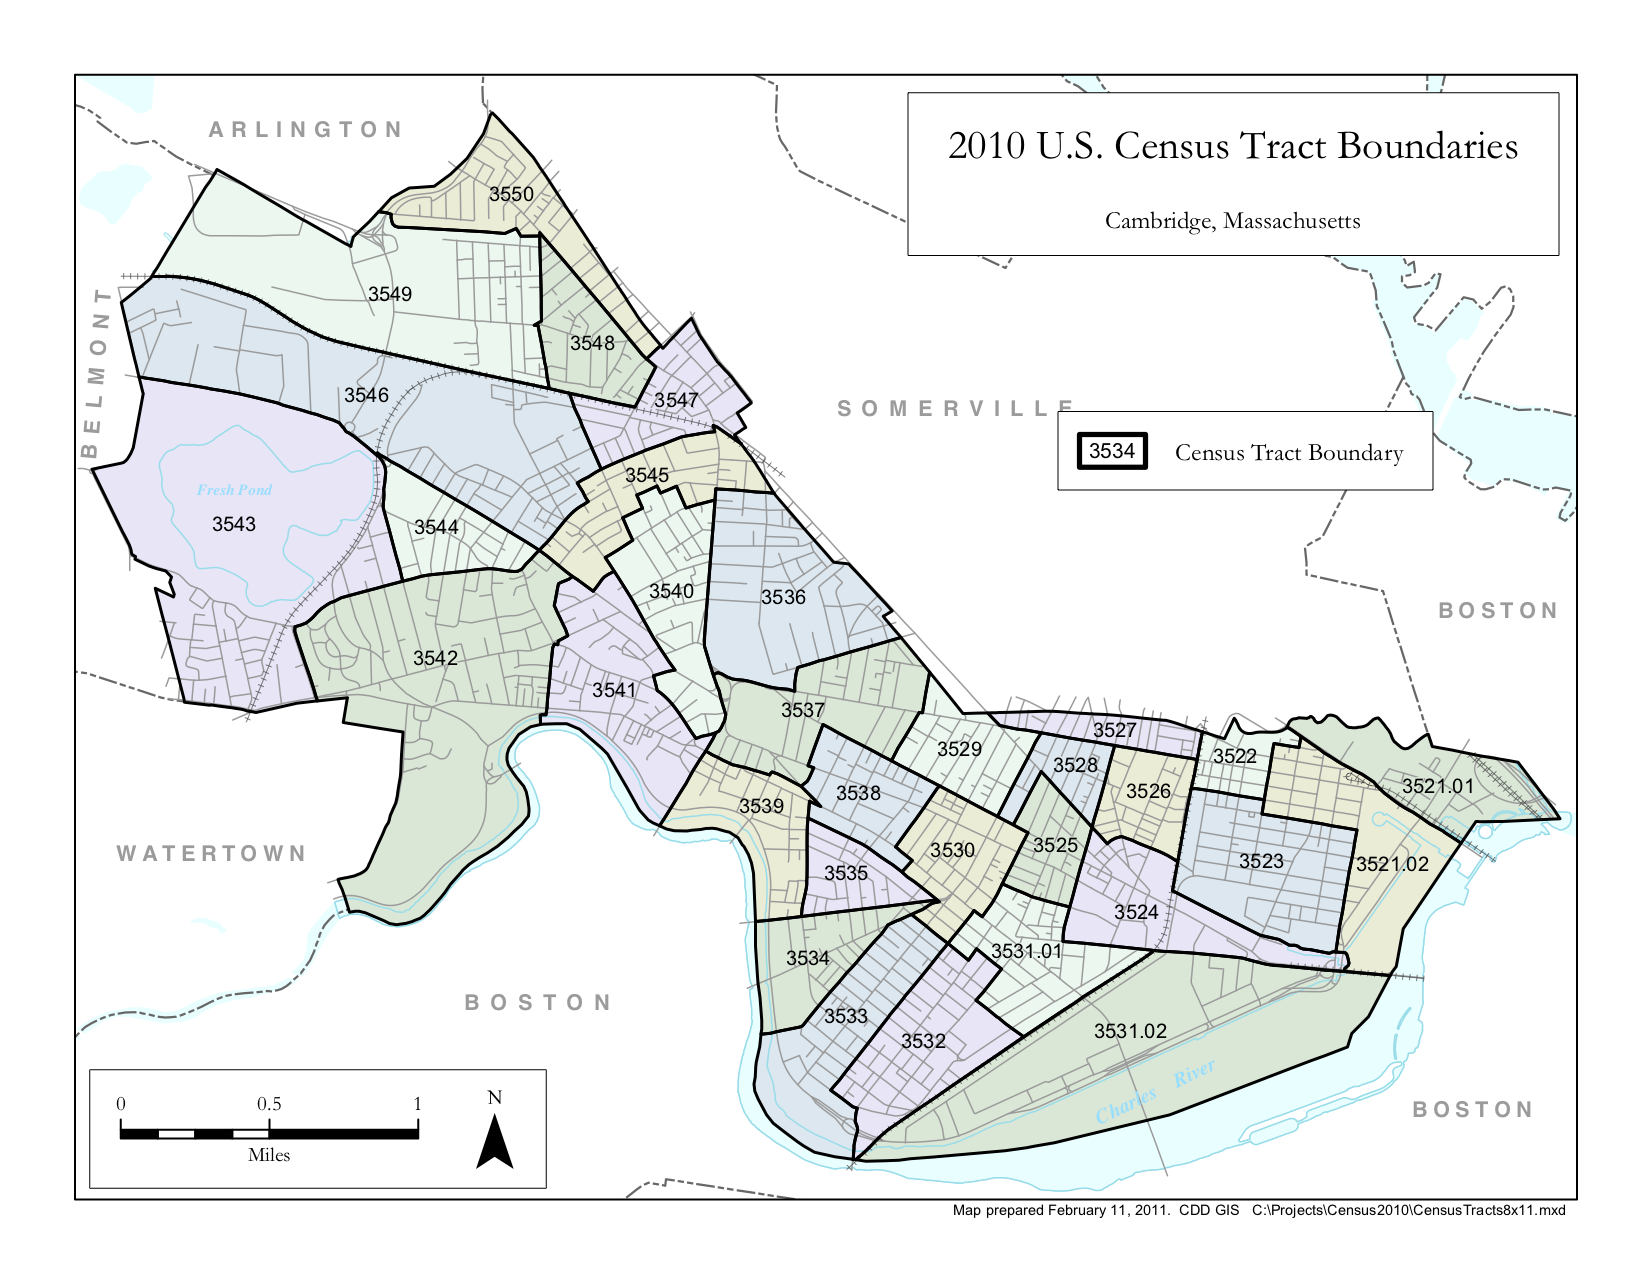 2010 U.S. Census Tract Boundaries
Cambridge, Massachusetts
ARLINGTON
3550
BELMONT
3549
3548
3546
3547
SOMERVILLE
3534
Census Tract Boundary
3545
Fresh Pond
3543
3544
3540
3536
BOSTON
3542
3541
3537
3527
3529
3522
3528
3521.01
3526
3538
3539
WATERTOWN
3525
3530
3523
3521.02
3535
3524
3531.01
3534
BOSTON
3533
3532
3531.02
Charles River
BOSTON
0 0.5 1
Miles
N
Map prepared February 11, 2011. CDD GIS C:\Projects\Census2010\CensusTracts8x11.mxd